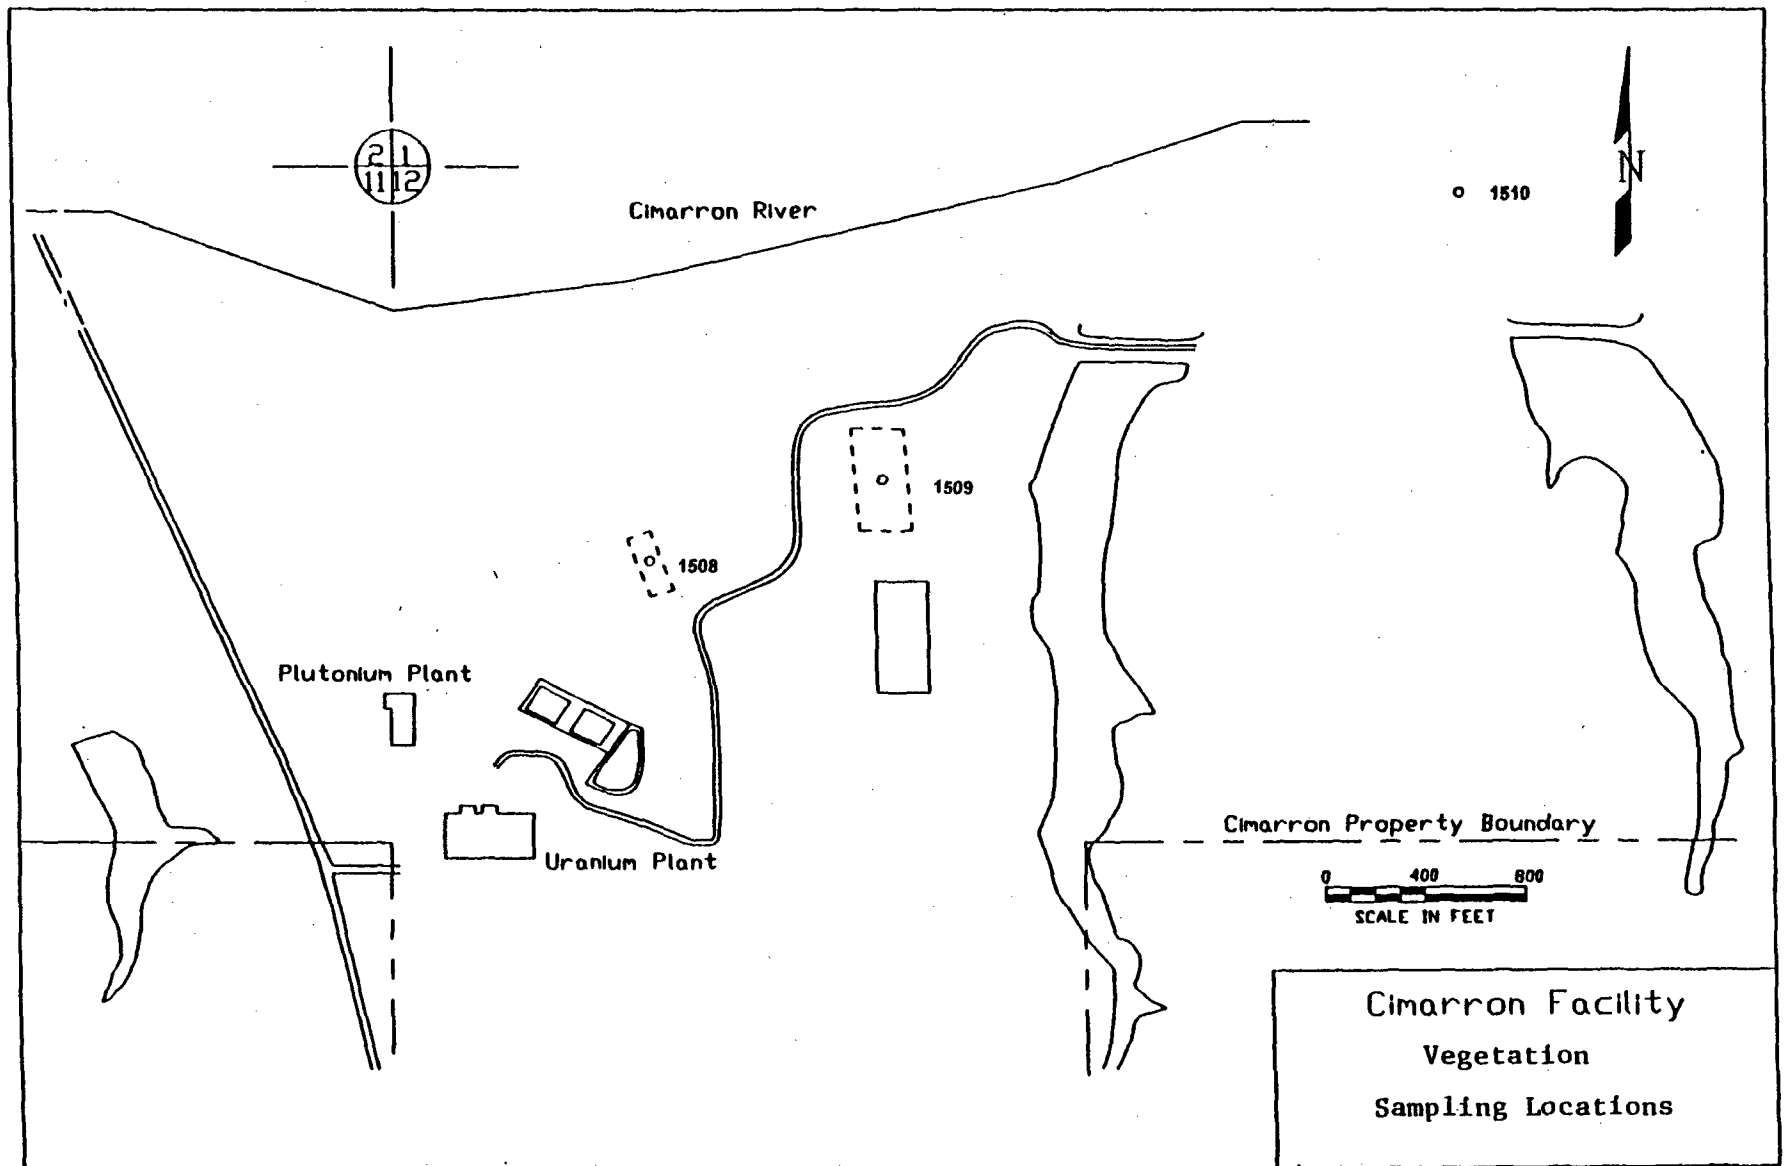 2 1
11 12
Cimarron River
1510
N
1509
1508
Plutonium Plant
Cimarron Property Boundary
Uranium Plant
0 400 800
SCALE IN FEET
Cimarron Facility
Vegetation
Sampling Locations